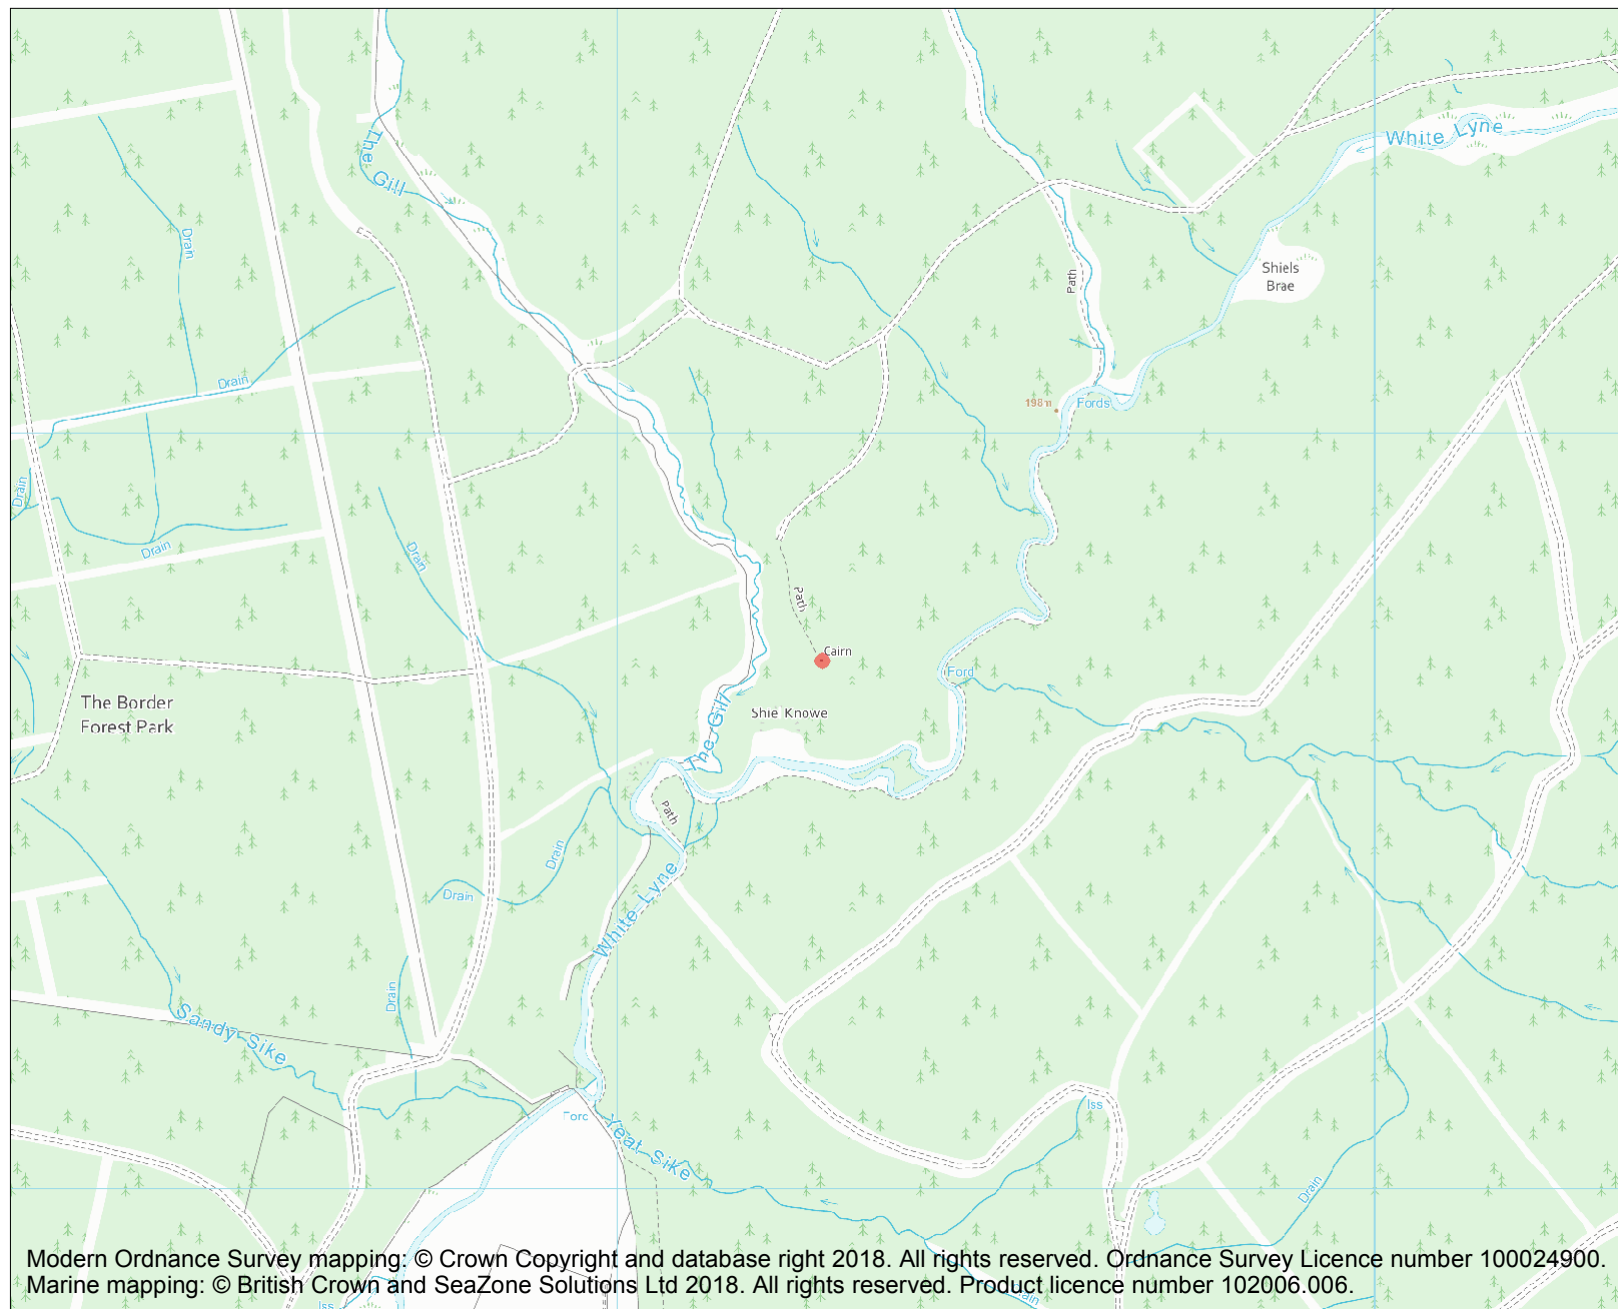 White Lyne
The Gill
Drain
Shiels
Brae
Path
Drain
198m
Fords
Drain
Drain
Drain
Path
Cairn
Ford
The Border
Forest Park
Shiel Knowe
The Gill
Path
Drain
Drain
White Lyne
Drain
Sandy Sike
Iss
Yeat Sike
Drain
Modern Ordnance Survey mapping: © Crown Copyright and database right 2018. All rights reserved. Ordnance Survey Licence number 100024900.
Marine mapping: © British Crown and SeaZone Solutions Ltd 2018. All rights reserved. Product licence number 102006.006.
Drain
Iss